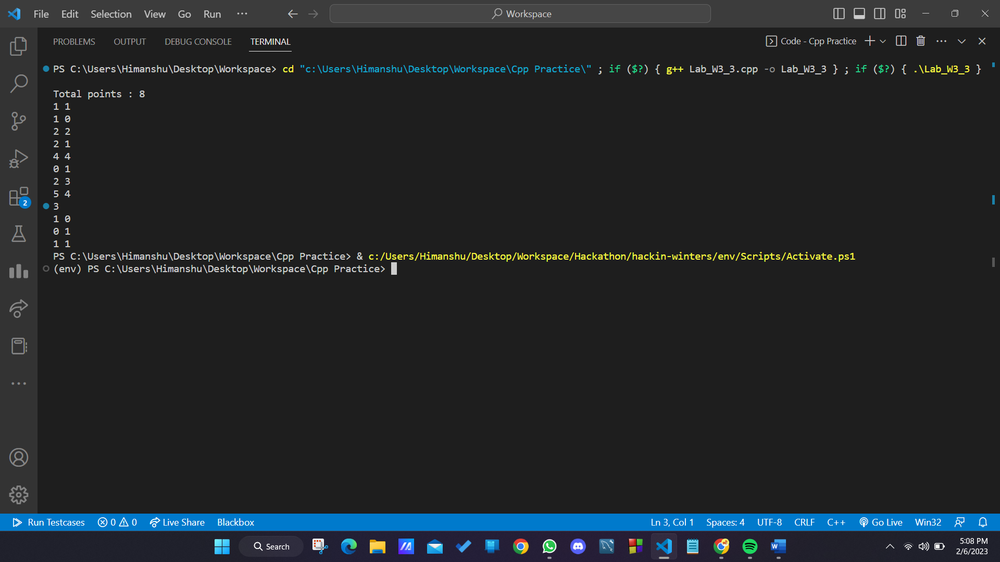 File Edit Selection View Go Run ··· Workspace
PROBLEMS OUTPUT DEBUG CONSOLE TERMINAL Code - Cpp Practice
PS C:\Users\Himanshu\Desktop\Workspace> cd "c:\Users\Himanshu\Desktop\Workspace\Cpp Practice\" ; if ($?) { g++ Lab_W3_3.cpp -o Lab_W3_3 } ; if ($?) { .\Lab_W3_3 }
Total points : 8
1 1
1 0
2 2
2 1
4 4
0 1
2 3
5 4
3
1 0
0 1
1 1
PS C:\Users\Himanshu\Desktop\Workspace\Cpp Practice> & c:/Users/Himanshu/Desktop/Workspace/Hackathon/hackin-winters/env/Scripts/Activate.ps1
(env) PS C:\Users\Himanshu\Desktop\Workspace\Cpp Practice>
2
Run Testcases 0 0 Live Share Blackbox Ln 3, Col 1 Spaces: 4 UTF-8 CRLF C++ Go Live Win32
Search
5:08 PM
2/6/2023